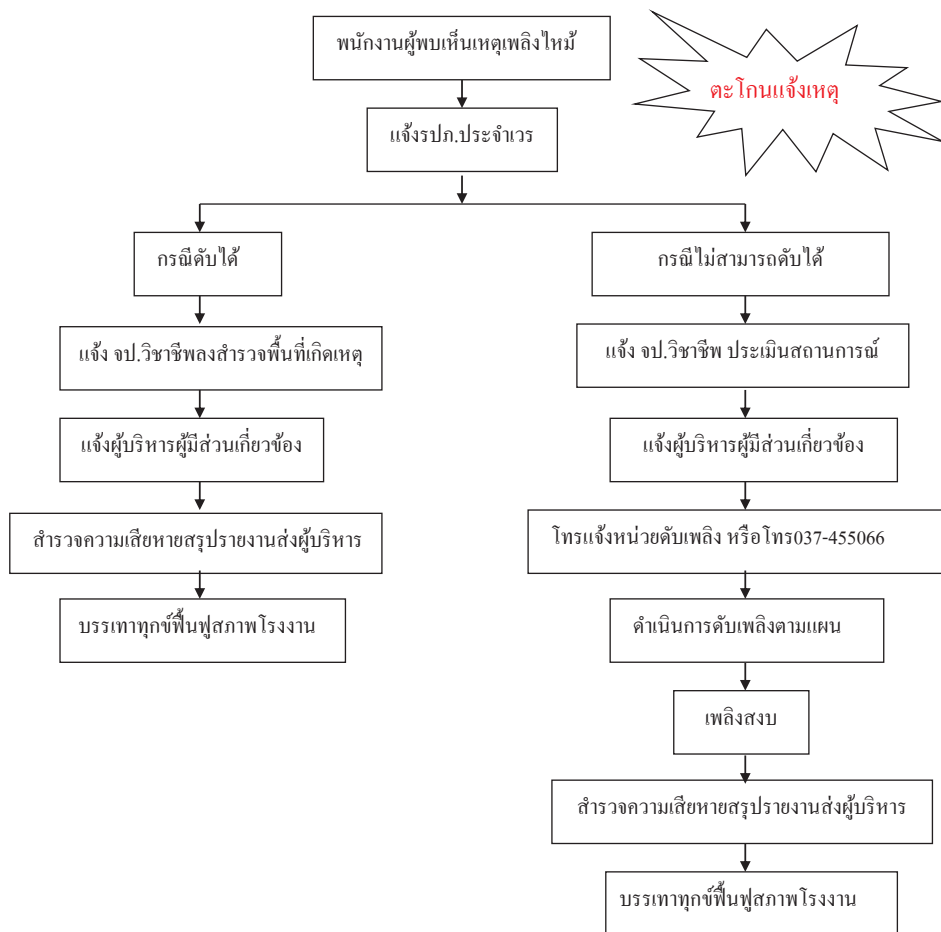 พนักงานผู้พบเห็นเหตุเพลิงไหม้
ตะโกนแจ้งเหตุ
แจ้งรปภ.ประจำเวร
กรณีดับได้
กรณีไม่สามารถดับได้
แจ้ง จป.วิชาชีพลงสำรวจพื้นที่เกิดเหตุ
แจ้ง จป.วิชาชีพ ประเมินสถานการณ์
แจ้งผู้บริหารผู้มีส่วนเกี่ยวข้อง
แจ้งผู้บริหารผู้มีส่วนเกี่ยวข้อง
สำรวจความเสียหายสรุปรายงานส่งผู้บริหาร
โทรแจ้งหน่วยดับเพลิง หรือโทร037-455066
บรรเทาทุกข์ฟื้นฟูสภาพโรงงาน
ดำเนินการดับเพลิงตามแผน
เพลิงสงบ
สำรวจความเสียหายสรุปรายงานส่งผู้บริหาร
บรรเทาทุกข์ฟื้นฟูสภาพโรงงาน